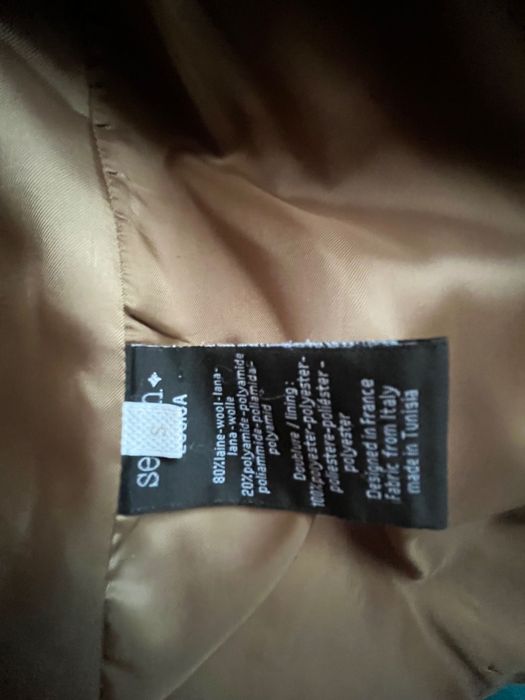 S
80%laine-wool-lana-
lana-wolle
20%polyamide-polyamide
poliammide-poliamida-
polyamid
Doublure / lining :
100%polyester-polyester-
poliestere-poliéster-
polyester
Designed in France
Fabric from Italy
made in Tunisia